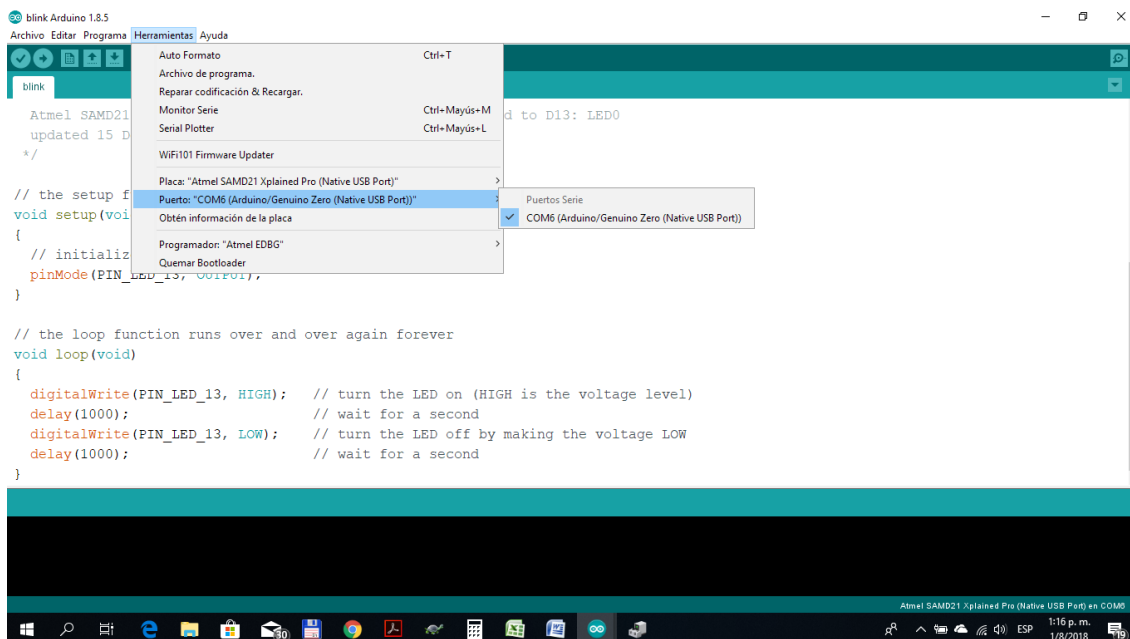 blink Arduino 1.8.5
Archivo Editar Programa Herramientas Ayuda
blink
Auto Formato Ctrl+T
Archivo de programa.
Reparar codificación & Recargar.
Monitor Serie Ctrl+Mayús+M
Serial Plotter Ctrl+Mayús+L
WiFi101 Firmware Updater
Placa: "Atmel SAMD21 Xplained Pro (Native USB Port)"
Puerto: "COM6 (Arduino/Genuino Zero (Native USB Port))"
Obtén información de la placa
Programador: "Atmel EDBG"
Quemar Bootloader
Puertos Serie
COM6 (Arduino/Genuino Zero (Native USB Port))
Atmel SAMD21 d to D13: LED0
updated 15 D
*/
// the setup f
void setup(voi
{
// initializ
pinMode(PIN_LED_13, OUTPUT);
}
// the loop function runs over and over again forever
void loop(void)
{
digitalWrite(PIN_LED_13, HIGH); // turn the LED on (HIGH is the voltage level)
delay(1000); // wait for a second
digitalWrite(PIN_LED_13, LOW); // turn the LED off by making the voltage LOW
delay(1000); // wait for a second
}
Atmel SAMD21 Xplained Pro (Native USB Port) en COM6
30
ESP
1:16 p. m.
1/8/2018
19